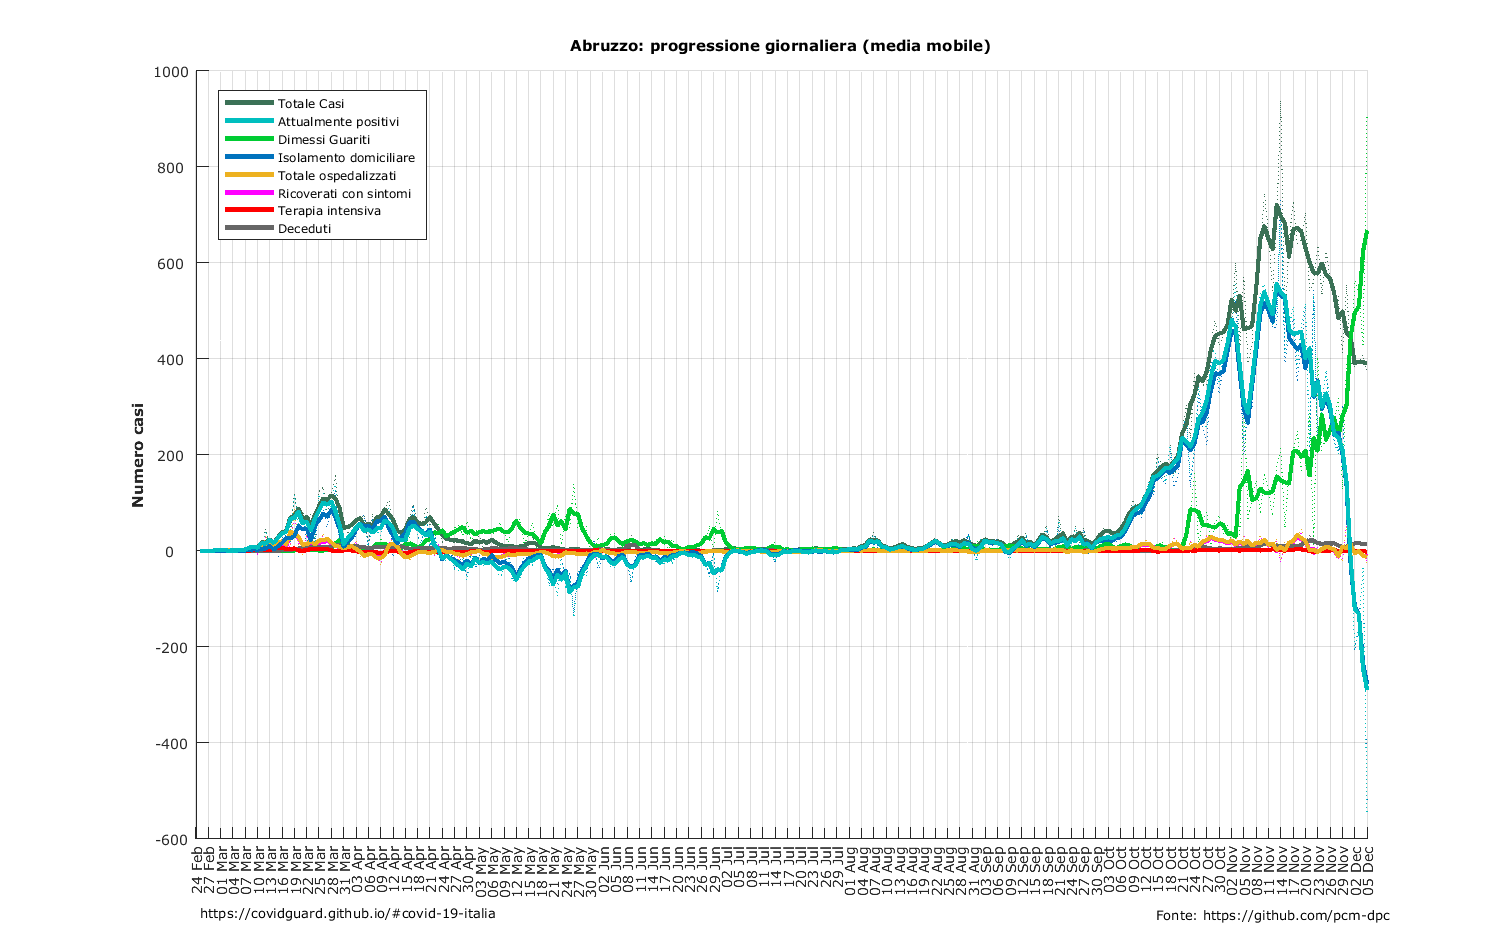 Abruzzo: progressione giornaliera (media mobile)
Totale Casi
Attualmente positivi
Dimessi Guariti
Isolamento domiciliare
Totale ospedalizzati
Ricoverati con sintomi
Terapia intensiva
Deceduti
Numero casi
1000
800
600
400
200
0
-200
-400
-600
24 Feb
27 Feb
01 Mar
04 Mar
07 Mar
10 Mar
13 Mar
16 Mar
19 Mar
22 Mar
25 Mar
28 Mar
31 Mar
03 Apr
06 Apr
09 Apr
12 Apr
15 Apr
18 Apr
21 Apr
24 Apr
27 Apr
30 Apr
03 May
06 May
09 May
12 May
15 May
18 May
21 May
24 May
27 May
30 May
02 Jun
05 Jun
08 Jun
11 Jun
14 Jun
17 Jun
20 Jun
23 Jun
26 Jun
29 Jun
02 Jul
05 Jul
08 Jul
11 Jul
14 Jul
17 Jul
20 Jul
23 Jul
26 Jul
29 Jul
01 Aug
04 Aug
07 Aug
10 Aug
13 Aug
16 Aug
19 Aug
22 Aug
25 Aug
28 Aug
31 Aug
03 Sep
06 Sep
09 Sep
12 Sep
15 Sep
18 Sep
21 Sep
24 Sep
27 Sep
30 Sep
03 Oct
06 Oct
09 Oct
12 Oct
15 Oct
18 Oct
21 Oct
24 Oct
27 Oct
30 Oct
02 Nov
05 Nov
08 Nov
11 Nov
14 Nov
17 Nov
20 Nov
23 Nov
26 Nov
29 Nov
02 Dec
05 Dec
https://covidguard.github.io/#covid-19-italia
Fonte: https://github.com/pcm-dpc